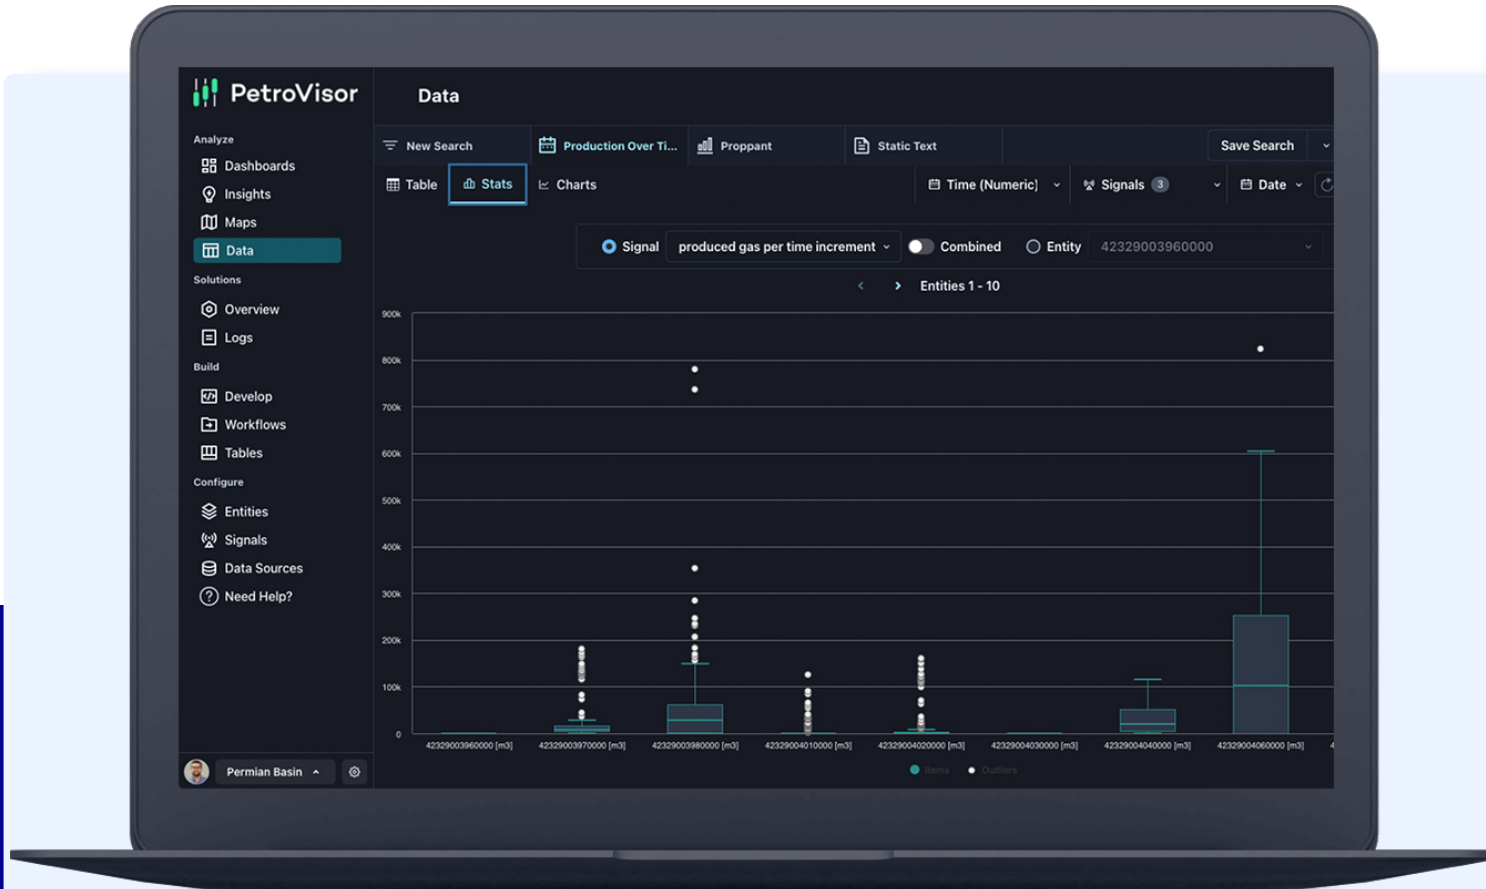 PetroVisor
Data
Analyze
Dashboards
Insights
Maps
Data
Solutions
Overview
Logs
Build
Develop
Workflows
Tables
Configure
Entities
Signals
Data Sources
Need Help?
Permian Basin
New Search
Production Over Ti...
Proppant
Static Text
Save Search
Table
Stats
Charts
Time (Numeric)
Signals 3
Date
Signal
produced gas per time increment
Combined
Entity
42329003960000
Entities 1 - 10
900k
800k
700k
600k
500k
400k
300k
200k
100k
0
42329003960000 [m3]
42329003970000 [m3]
42329003980000 [m3]
42329004010000 [m3]
42329004020000 [m3]
42329004030000 [m3]
42329004040000 [m3]
42329004060000 [m3]
4
Items
Outliers